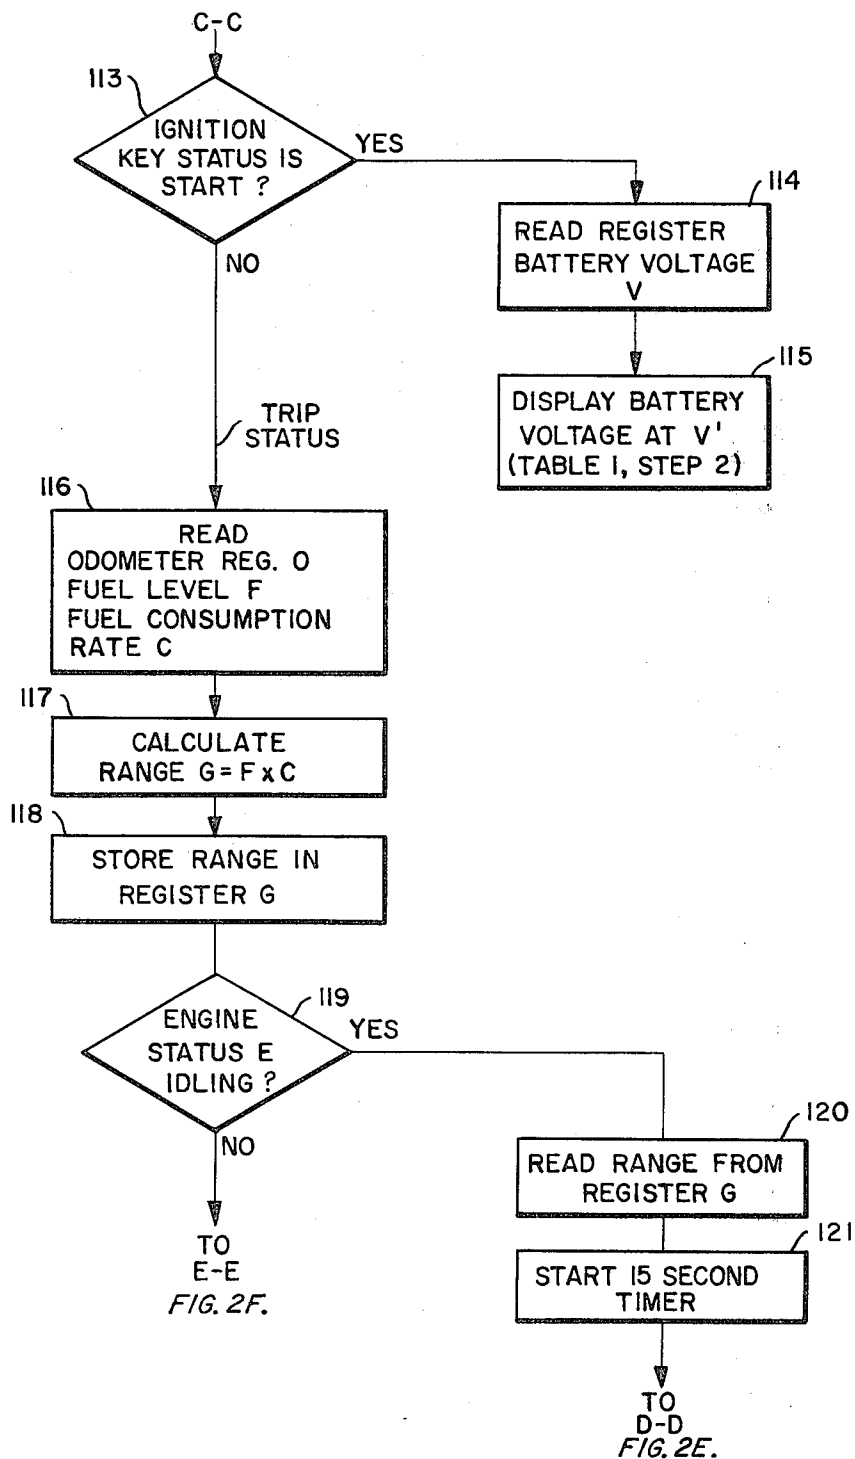 C-C
113
IGNITION
KEY STATUS IS
START ?
YES
NO
114
READ REGISTER
BATTERY VOLTAGE
V
115
DISPLAY BATTERY
VOLTAGE AT V'
(TABLE 1, STEP 2)
TRIP
STATUS
116
READ
ODOMETER REG. O
FUEL LEVEL F
FUEL CONSUMPTION
RATE C
117
CALCULATE
RANGE G = F x C
118
STORE RANGE IN
REGISTER G
119
ENGINE
STATUS E
IDLING ?
YES
NO
TO
E-E
FIG. 2F.
120
READ RANGE FROM
REGISTER G
121
START 15 SECOND
TIMER
TO
D-D
FIG. 2E.